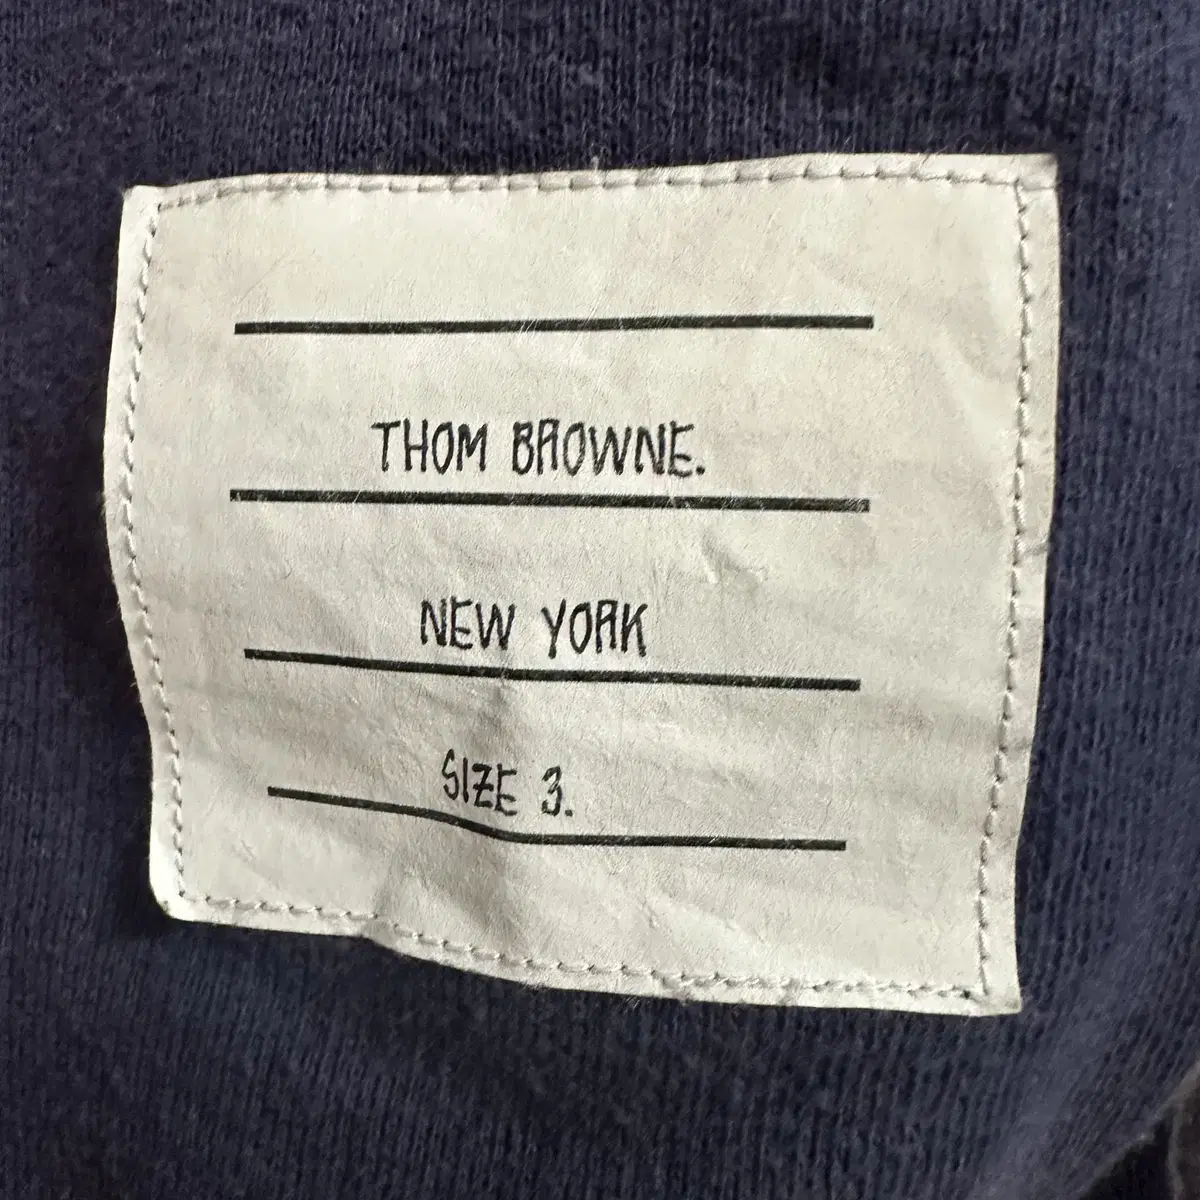 THOM BROWNE.
NEW YORK
SIZE 3.